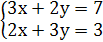 3x + 2y = 7
2x + 3y = 3